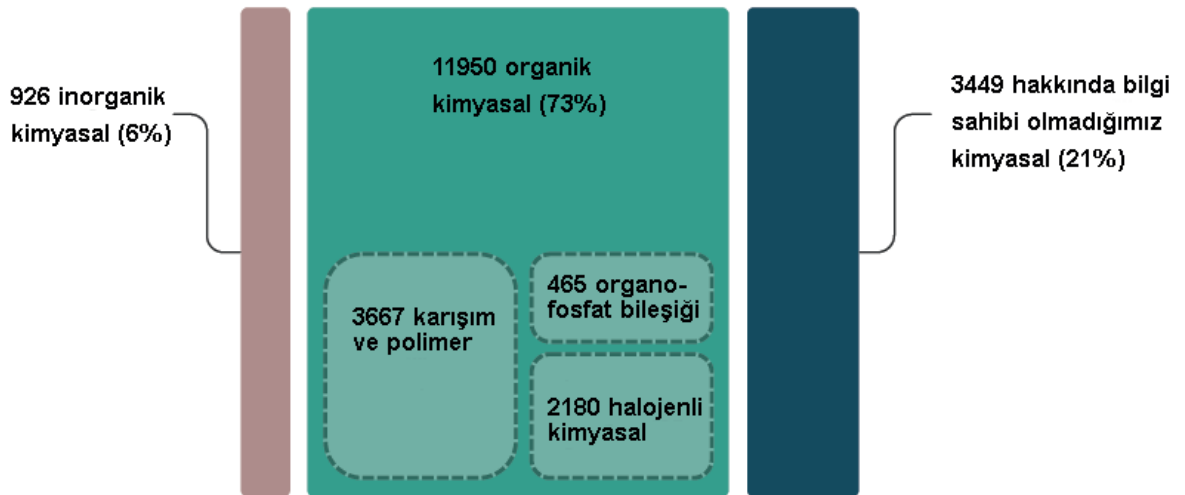 926 inorganik
kimyasal (6%)
11950 organik
kimyasal (73%)
3667 karışım
ve polimer
465 organo-
fosfat bileşiği
2180 halojenli
kimyasal
3449 hakkında bilgi
sahibi olmadığımız
kimyasal (21%)